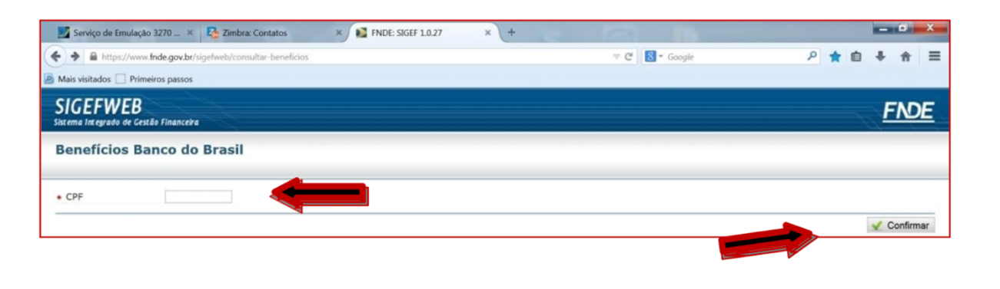 Serviço de Emulação 3270 ... × Zimbra: Contatos × FNDE: SIGEF 1.0.27 × +
https://www.fnde.gov.br/sigefweb/consultar-beneficios 8 Google
Mais visitados Primeiros passos
SIGEFWEB FNDE
Sistema Integrado de Gestão Financeira
Benefícios Banco do Brasil
• CPF
Confirmar